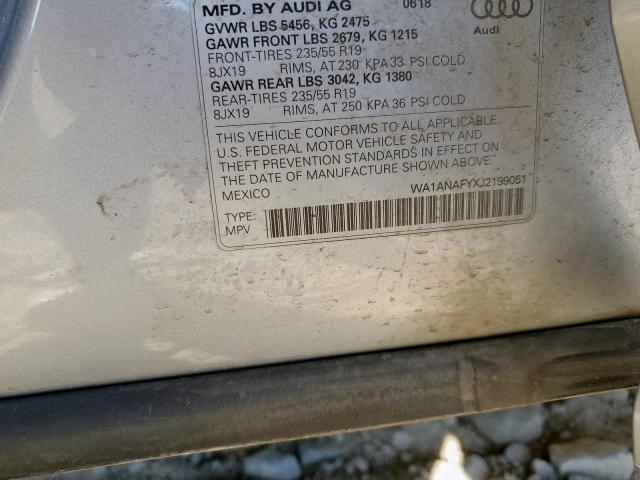 MFD. BY AUDI AG 0618
GVWR LBS 5456, KG 2475
GAWR FRONT LBS 2679, KG 1215
FRONT-TIRES 235/55 R19
8JX19 RIMS, AT 230 KPA 33 PSI COLD
GAWR REAR LBS 3042, KG 1380
REAR-TIRES 235/55 R19
8JX19 RIMS, AT 250 KPA 36 PSI COLD
Audi
THIS VEHICLE CONFORMS TO ALL APPLICABLE
U.S. FEDERAL MOTOR VEHICLE SAFETY AND
THEFT PREVENTION STANDARDS IN EFFECT ON
THE DATE OF MANUFACTURE SHOWN ABOVE.
MEXICO WA1ANAFYXJ2199051
TYPE:
MPV